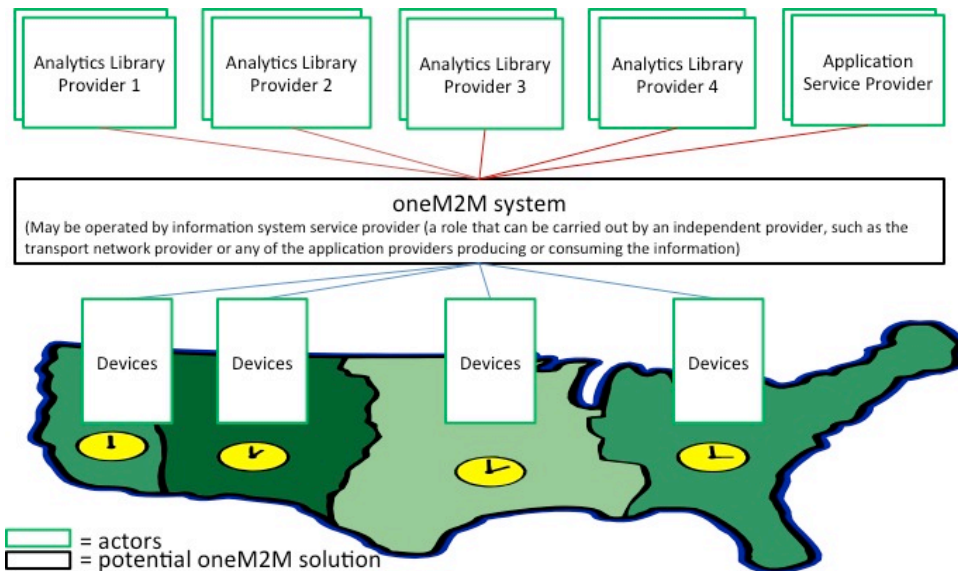 Analytics Library
Provider 1
Analytics Library
Provider 2
Analytics Library
Provider 3
Analytics Library
Provider 4
Application
Service Provider
oneM2M system
(May be operated by information system service provider (a role that can be carried out by an independent provider, such as the
transport network provider or any of the application providers producing or consuming the information)
Devices
Devices
Devices
Devices
= actors
= potential oneM2M solution